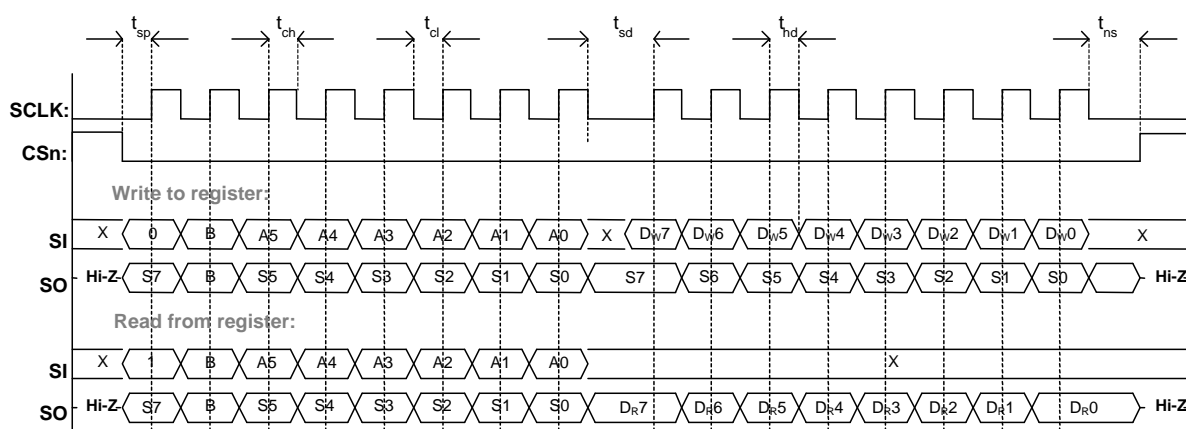 tsp tch tcl tsd thd tns
SCLK:
CSn:
Write to register:
SI X 0 B A5 A4 A3 A2 A1 A0 X DW7 DW6 DW5 DW4 DW3 DW2 DW1 DW0 X
SO Hi-Z S7 B S5 S4 S3 S2 S1 S0 S7 S6 S5 S4 S3 S2 S1 S0 Hi-Z
Read from register:
SI X 1 B A5 A4 A3 A2 A1 A0 X
SO Hi-Z S7 B S5 S4 S3 S2 S1 S0 DR7 DR6 DR5 DR4 DR3 DR2 DR1 DR0 Hi-Z